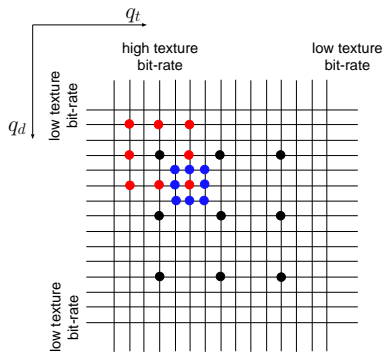 q_t
high texture
bit-rate
low texture
bit-rate
q_d
low texture
bit-rate
low texture
bit-rate